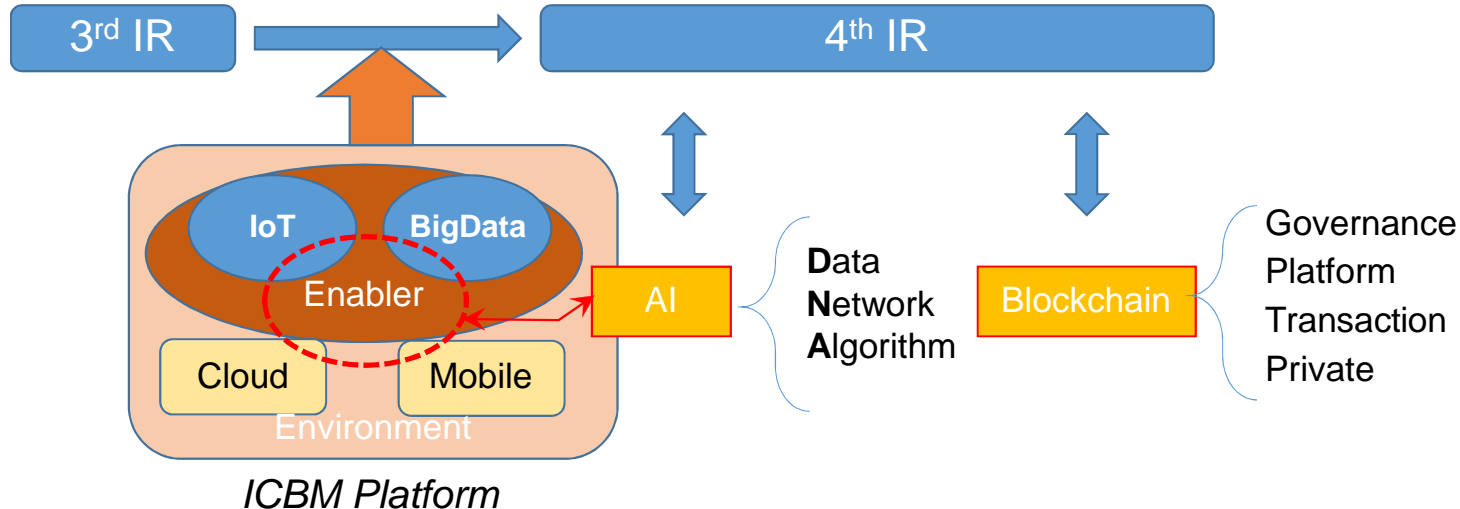 3rd IR
4th IR
IoT
BigData
Enabler
Cloud
Mobile
Environment
ICBM Platform
AI
Data
Network
Algorithm
Blockchain
Governance
Platform
Transaction
Private